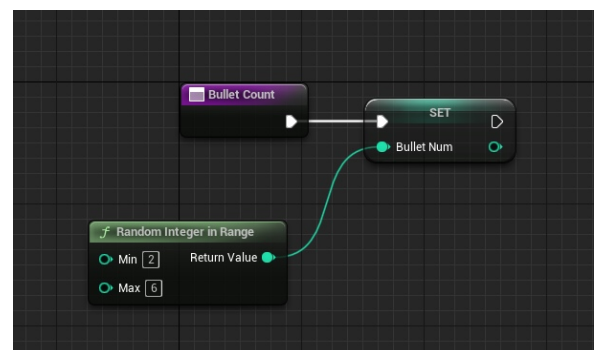 Bullet Count
SET
Bullet Num
f Random Integer in Range
Min 2 Return Value
Max 6